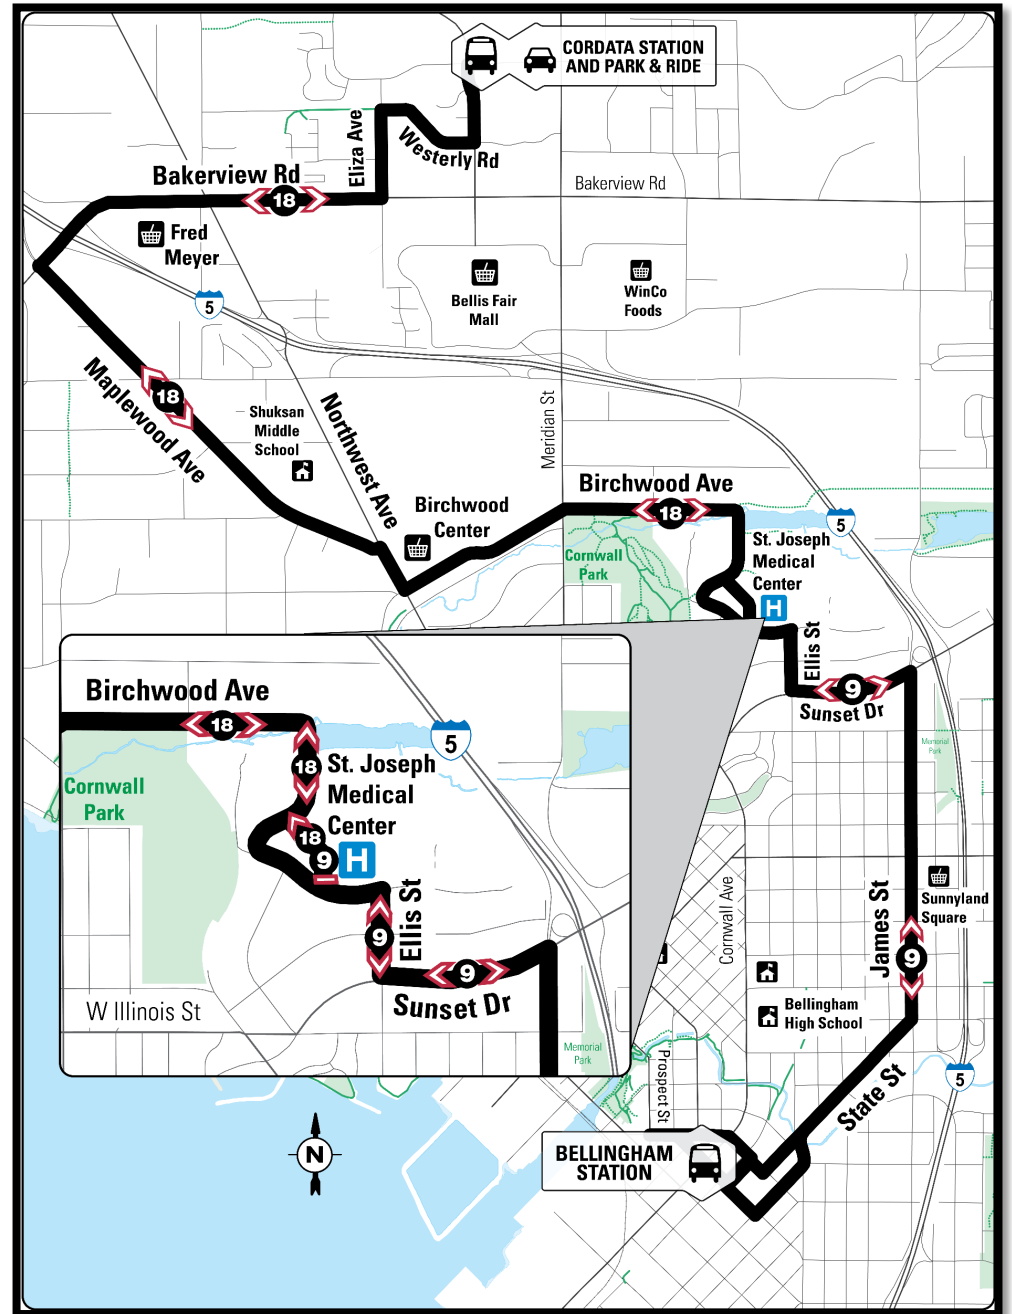 CORDATA STATION
AND PARK & RIDE
Eliza Ave
Westerly Rd
Bakerview Rd
18
Bakerview Rd
Fred
Meyer
Bellis Fair
Mall
WinCo
Foods
5
Maplewood Ave
18
Shuksan
Middle
School
Northwest Ave
Meridian St
Birchwood
Center
Birchwood Ave
18
5
St. Joseph
Medical
Center
H
Cornwall
Park
Ellis St
9
Sunset Dr
Memorial
Park
Birchwood Ave
18
5
18
St. Joseph
Medical
Center
18
9
H
Cornwall
Park
Ellis St
9
9
Sunset Dr
W Illinois St
Memorial
Park
Cornwall Ave
James St
Sunnyland
Square
9
Bellingham
High School
Prospect St
State St
5
BELLINGHAM
STATION
N